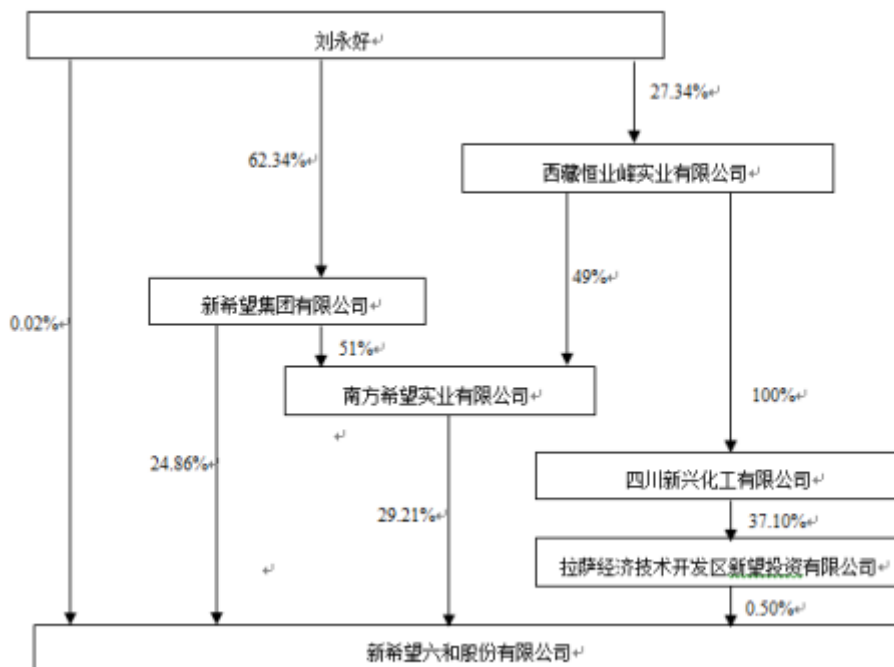 刘永好
27.34%
62.34%
西藏恒业峰实业有限公司
49%
新希望集团有限公司
0.02%
51%
南方希望实业有限公司
100%
24.86%
四川新兴化工有限公司
29.21%
37.10%
拉萨经济技术开发区新望投资有限公司
0.50%
新希望六和股份有限公司